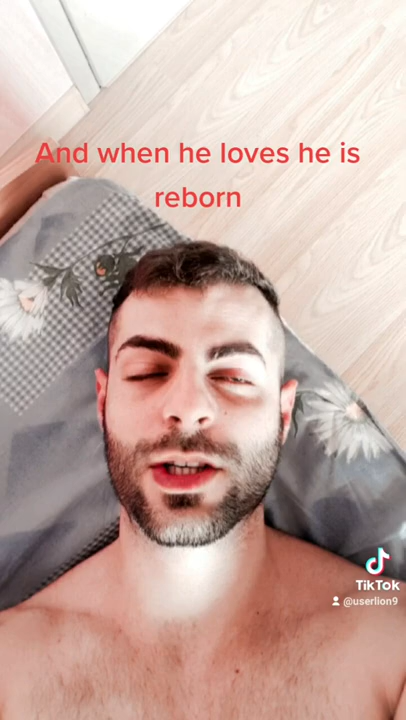 And when he loves he is
reborn
TikTok
@userlion9